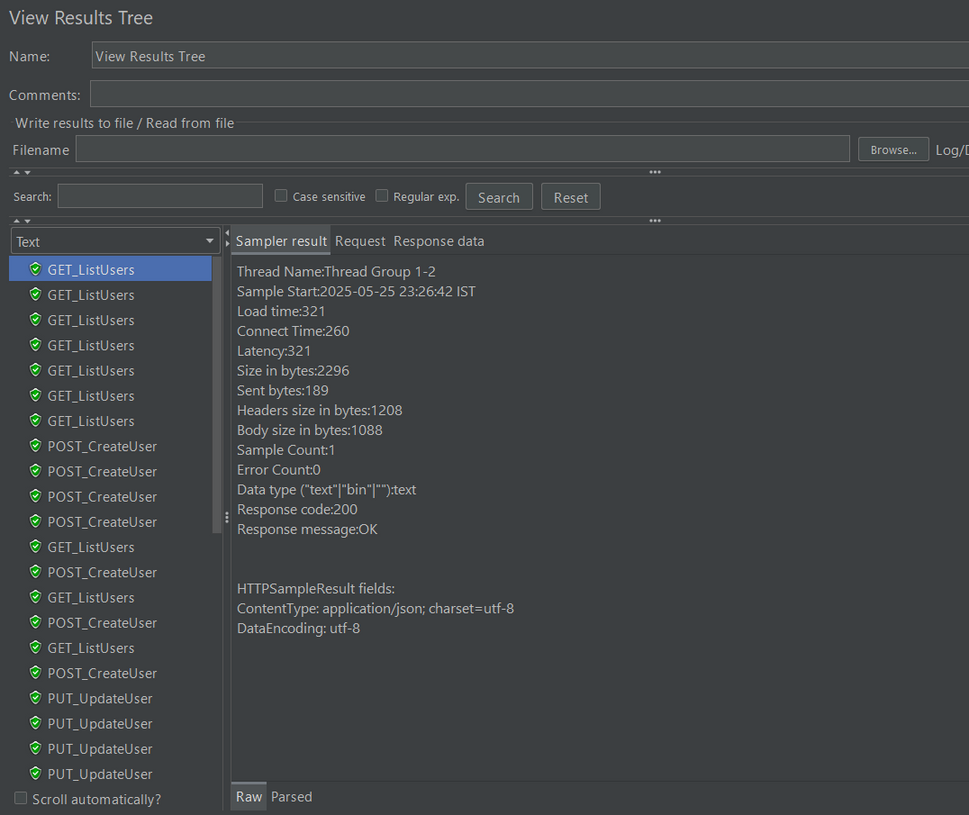 View Results Tree
Name: View Results Tree
Comments:
Write results to file / Read from file
Filename Browse... Log/D
Search: Case sensitive Regular exp. Search Reset
Text
GET_ListUsers
GET_ListUsers
GET_ListUsers
GET_ListUsers
GET_ListUsers
GET_ListUsers
GET_ListUsers
POST_CreateUser
POST_CreateUser
POST_CreateUser
POST_CreateUser
GET_ListUsers
POST_CreateUser
GET_ListUsers
POST_CreateUser
GET_ListUsers
POST_CreateUser
PUT_UpdateUser
PUT_UpdateUser
PUT_UpdateUser
PUT_UpdateUser
Scroll automatically?
Sampler result Request Response data
Thread Name:Thread Group 1-2
Sample Start:2025-05-25 23:26:42 IST
Load time:321
Connect Time:260
Latency:321
Size in bytes:2296
Sent bytes:189
Headers size in bytes:1208
Body size in bytes:1088
Sample Count:1
Error Count:0
Data type ("text"|"bin"|""):text
Response code:200
Response message:OK
HTTPSampleResult fields:
ContentType: application/json; charset=utf-8
DataEncoding: utf-8
Raw Parsed